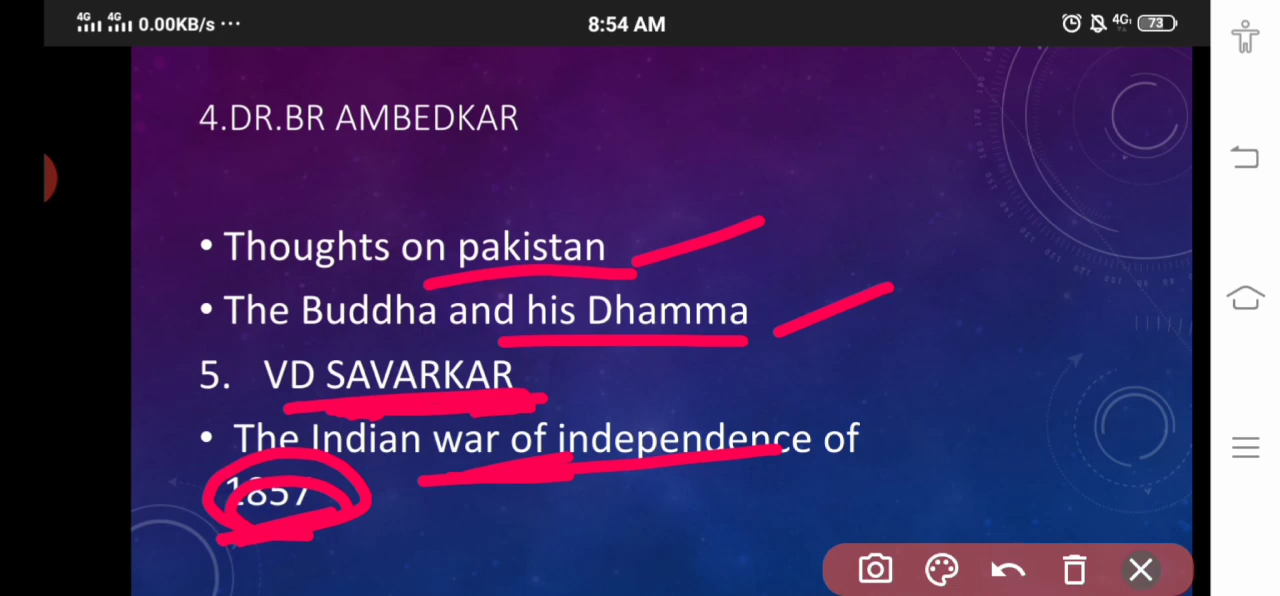 4G 4G 0.00KB/s ··· 8:54 AM 4G 73
4.DR.BR AMBEDKAR
• Thoughts on pakistan
• The Buddha and his Dhamma
5. VD SAVARKAR
• The Indian war of independence of
1857